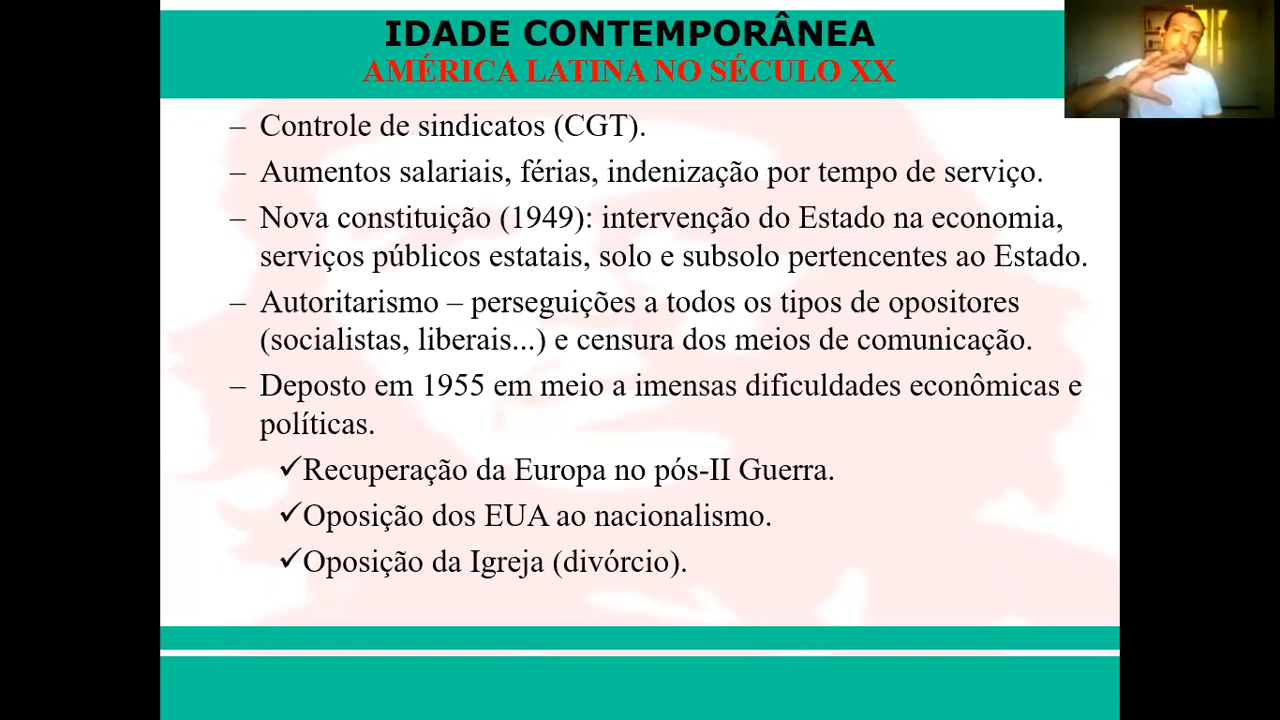 IDADE CONTEMPORÂNEA
AMÉRICA LATINA NO SÉCULO XX
– Controle de sindicatos (CGT).
– Aumentos salariais, férias, indenização por tempo de serviço.
– Nova constituição (1949): intervenção do Estado na economia,
serviços públicos estatais, solo e subsolo pertencentes ao Estado.
– Autoritarismo – perseguições a todos os tipos de opositores
(socialistas, liberais...) e censura dos meios de comunicação.
– Deposto em 1955 em meio a imensas dificuldades econômicas e
políticas.
✓Recuperação da Europa no pós-II Guerra.
✓Oposição dos EUA ao nacionalismo.
✓Oposição da Igreja (divórcio).